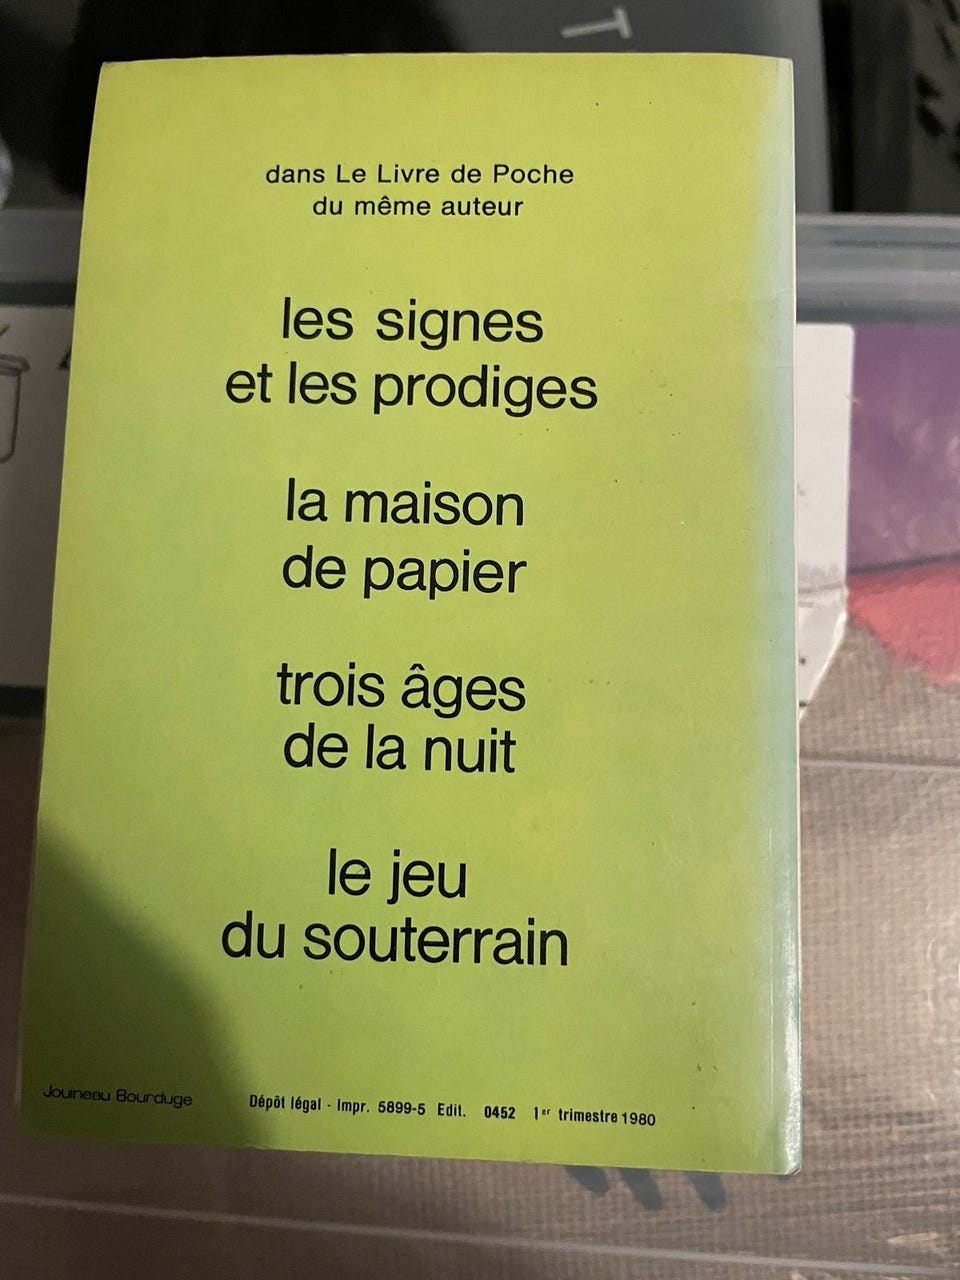 dans Le Livre de Poche
du même auteur
les signes
et les prodiges
la maison
de papier
trois âges
de la nuit
le jeu
du souterrain
Jouineau Bourduge
Dépôt légal - Impr. 5899-5 Edit. 0452 1er trimestre 1980